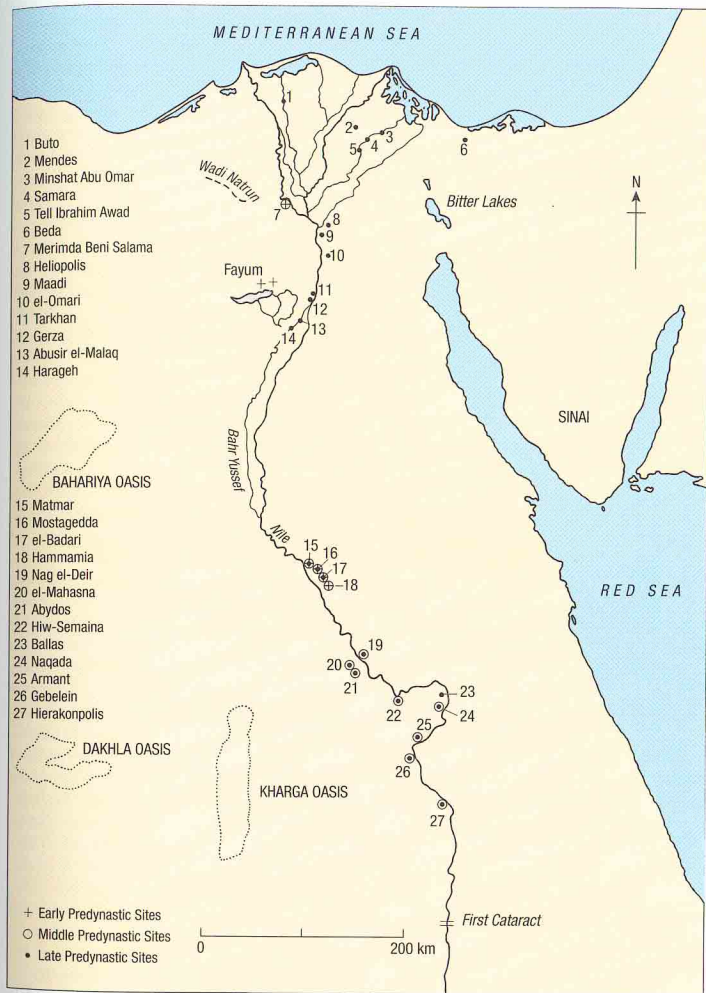 MEDITERRANEAN SEA
1
2
3
4
5
6
1 Buto
2 Mendes
3 Minshat Abu Omar
4 Samara
5 Tell Ibrahim Awad
6 Beda
7 Merimda Beni Salama
8 Heliopolis
9 Maadi
10 el-Omari
11 Tarkhan
12 Gerza
13 Abusir el-Malaq
14 Harageh
Wadi Natrun
7
Bitter Lakes
N
8
9
10
Fayum
11
12
13
14
SINAI
Bahr Yussef
BAHARIYA OASIS
15 Matmar
16 Mostagedda
17 el-Badari
18 Hammamia
19 Nag el-Deir
20 el-Mahasna
21 Abydos
22 Hiw-Semaina
23 Ballas
24 Naqada
25 Armant
26 Gebelein
27 Hierakonpolis
Nile
15
16
17
18
RED SEA
19
20
21
22
23
24
25
26
27
DAKHLA OASIS
KHARGA OASIS
First Cataract
+ Early Predynastic Sites
Middle Predynastic Sites
• Late Predynastic Sites
0 200 km